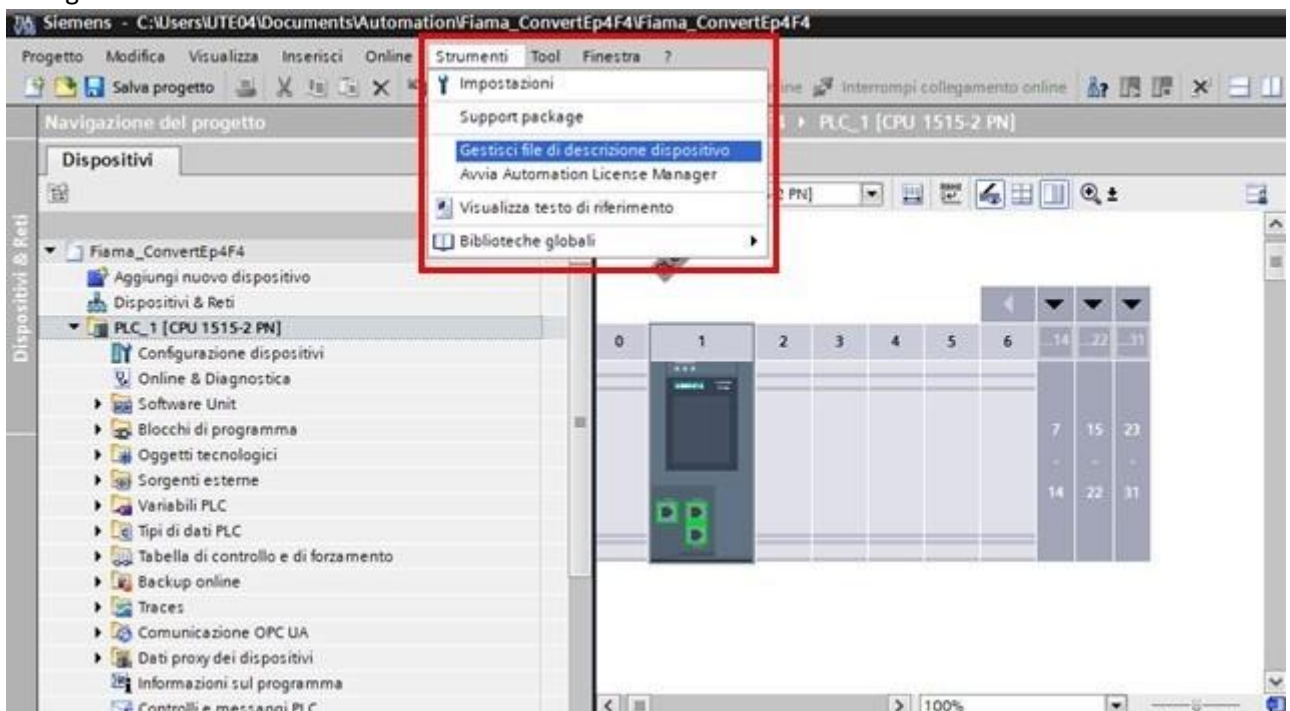 Siemens - C:\Users\UTE04\Documents\Automation\Fiama_ConvertEp4F4\Fiama_ConvertEp4F4
Progetto Modifica Visualizza Inserisci Online Strumenti Tool Finestra ?
Salva progetto
Interrompi collegamento online
Impostazioni
Support package
Gestisci file di descrizione dispositivo
Avvia Automation License Manager
Visualizza testo di riferimento
Biblioteche globali
Navigazione del progetto
PLC_1 [CPU 1515-2 PN]
Dispositivi
PN]
Dispositivi & Reti
Fiama_ConvertEp4F4
Aggiungi nuovo dispositivo
Dispositivi & Reti
PLC_1 [CPU 1515-2 PN]
Configurazione dispositivi
Online & Diagnostica
Software Unit
Blocchi di programma
Oggetti tecnologici
Sorgenti esterne
Variabili PLC
Tipi di dati PLC
Tabella di controllo e di forzamento
Backup online
Traces
Comunicazione OPC UA
Dati proxy dei dispositivi
Informazioni sul programma
Controlli e messaggi PLC
0 1 2 3 4 5 6 ...14 ...22 ...31
7 15 23
- - -
14 22 31
100%